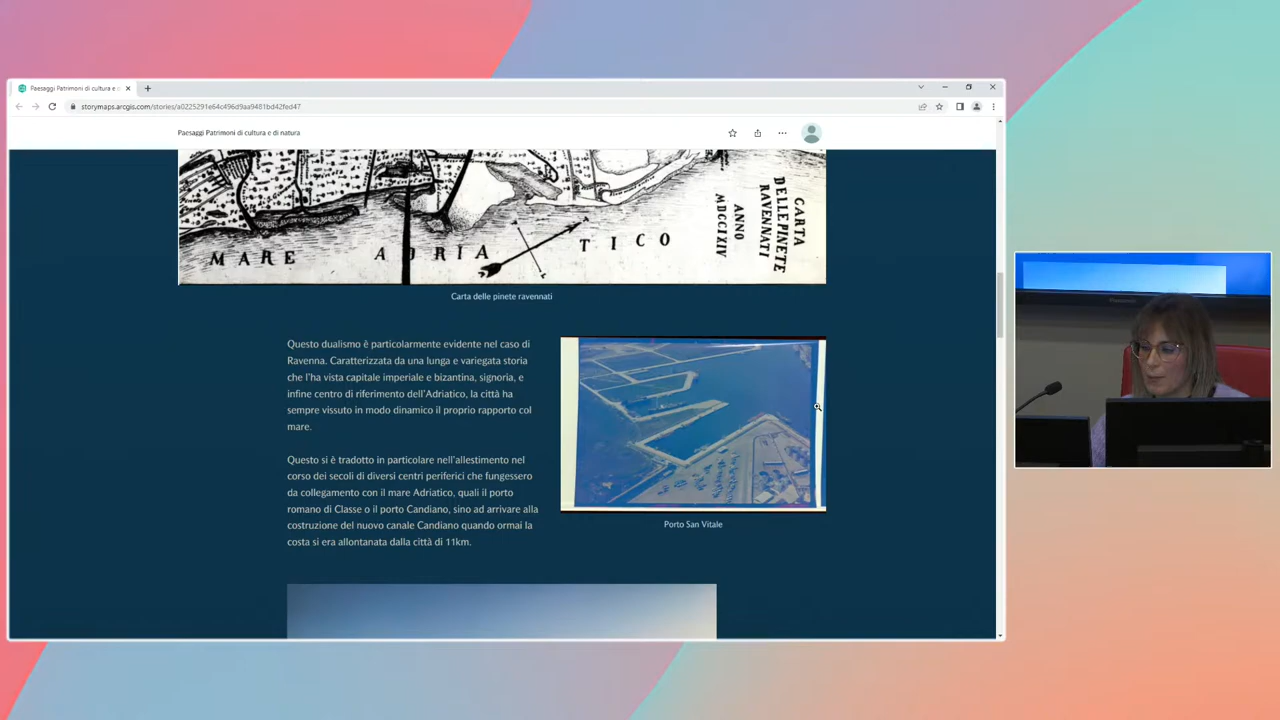 Paesaggi Patrimoni di cultura e c
storymaps.arcgis.com/stories/a0225291e64c496d9aa9481bd42fed47
Paesaggi Patrimoni di cultura e di natura
MARE ADRIATICO
ANNO
MDCCLXIV
CARTA
DELLE PINETE
RAVENNATI
Carta delle pinete ravennati
Questo dualismo è particolarmente evidente nel caso di
Ravenna. Caratterizzata da una lunga e variegata storia
che l'ha vista capitale imperiale e bizantina, signoria, e
infine centro di riferimento dell'Adriatico, la città ha
sempre vissuto in modo dinamico il proprio rapporto col
mare.
Questo si è tradotto in particolare nell'allestimento nel
corso dei secoli di diversi centri periferici che fungessero
da collegamento con il mare Adriatico, quali il porto
romano di Classe o il porto Candiano, sino ad arrivare alla
costruzione del nuovo canale Candiano quando ormai la
costa si era allontanata dalla città di 11km.
Porto San Vitale